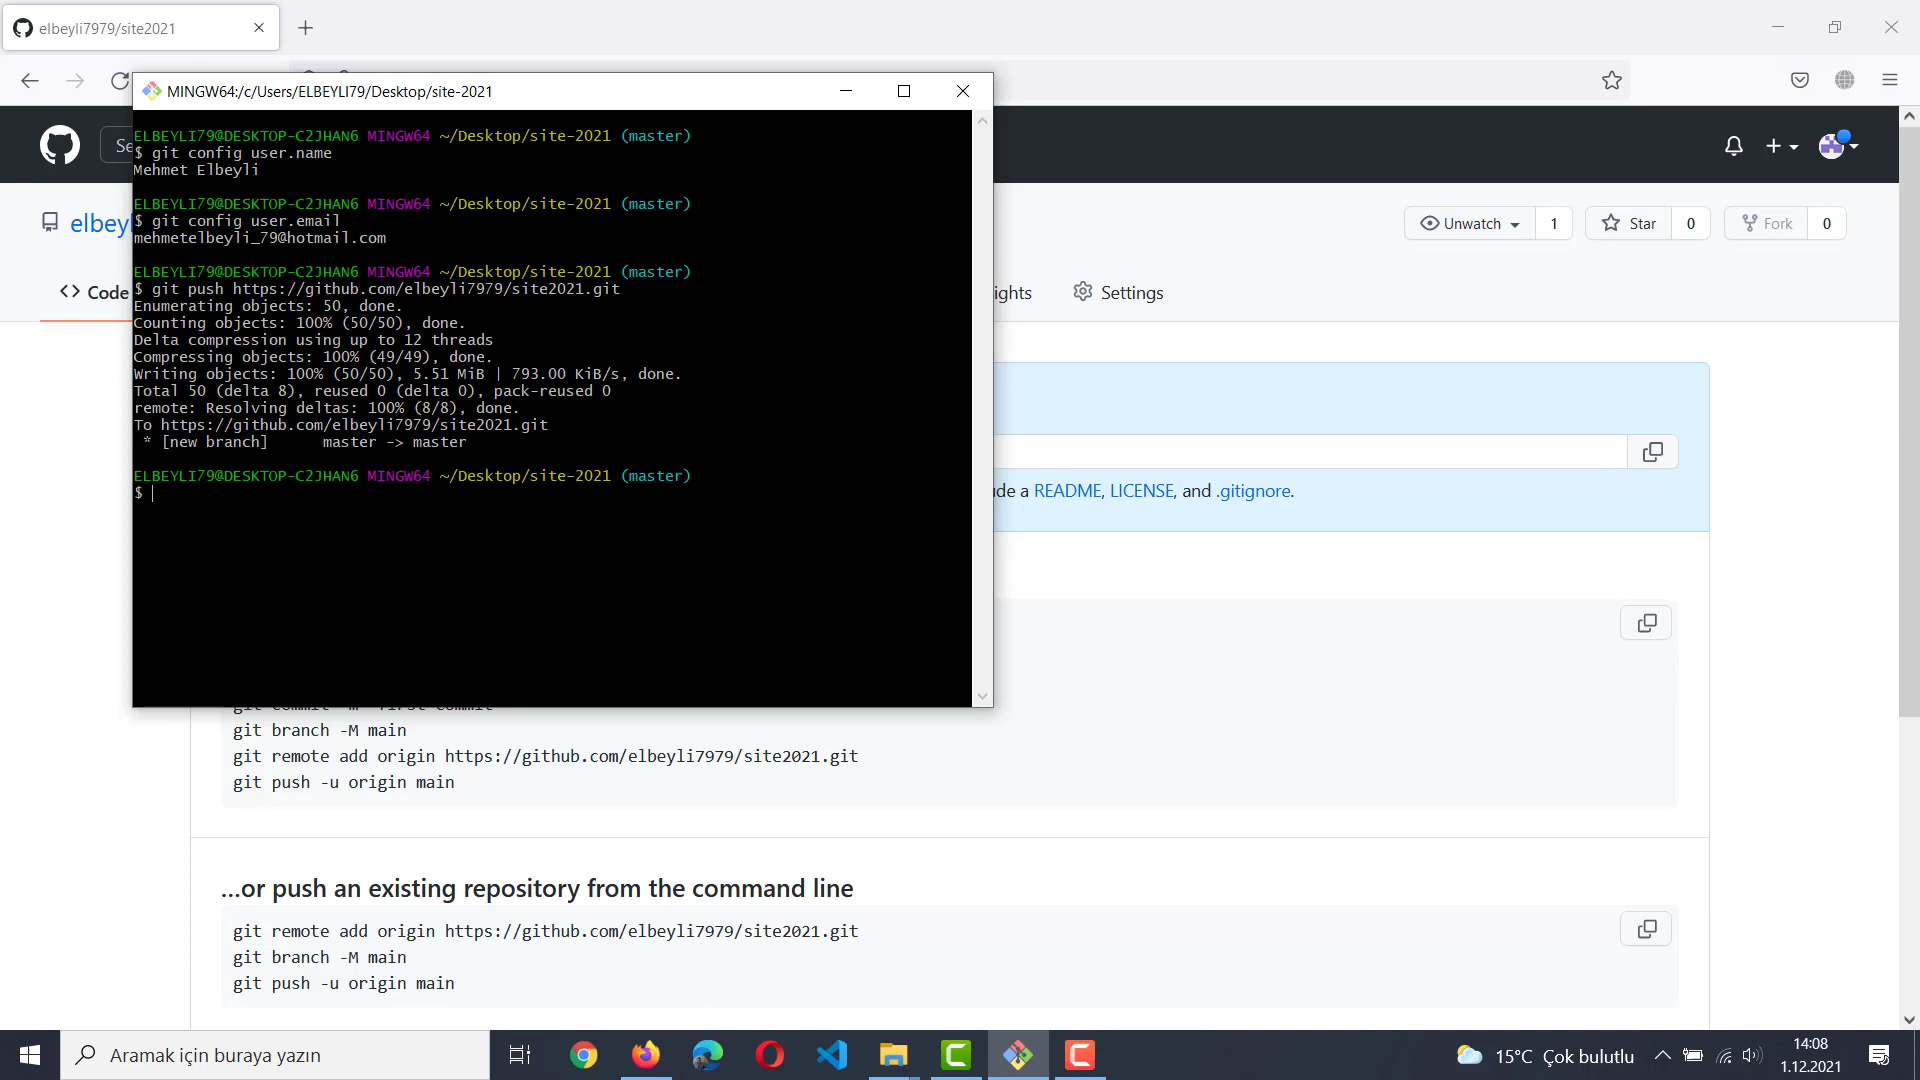 elbeyli7979/site2021
MINGW64:/c/Users/ELBEYLI79/Desktop/site-2021
ELBEYLI79@DESKTOP-C2JHAN6 MINGW64 ~/Desktop/site-2021 (master)
$ git config user.name
Mehmet Elbeyli
ELBEYLI79@DESKTOP-C2JHAN6 MINGW64 ~/Desktop/site-2021 (master)
$ git config user.email
mehmetelbeyli_79@hotmail.com
ELBEYLI79@DESKTOP-C2JHAN6 MINGW64 ~/Desktop/site-2021 (master)
$ git push https://github.com/elbeyli7979/site2021.git
Enumerating objects: 50, done.
Counting objects: 100% (50/50), done.
Delta compression using up to 12 threads
Compressing objects: 100% (49/49), done.
Writing objects: 100% (50/50), 5.51 MiB | 793.00 KiB/s, done.
Total 50 (delta 8), reused 0 (delta 0), pack-reused 0
remote: Resolving deltas: 100% (8/8), done.
To https://github.com/elbeyli7979/site2021.git
* [new branch] master -> master
ELBEYLI79@DESKTOP-C2JHAN6 MINGW64 ~/Desktop/site-2021 (master)
$
Se
elbeyl
Unwatch 1 Star 0 Fork 0
Code ights Settings
ude a README, LICENSE, and .gitignore.
git branch -M main
git remote add origin https://github.com/elbeyli7979/site2021.git
git push -u origin main
...or push an existing repository from the command line
git remote add origin https://github.com/elbeyli7979/site2021.git
git branch -M main
git push -u origin main
Aramak için buraya yazın
15°C Çok bulutlu
14:08
1.12.2021